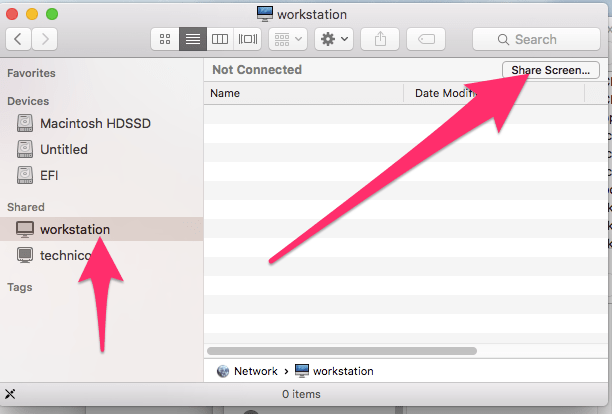 workstation
Search
Favorites
Not Connected
Share Screen...
Name
Date Modif
Devices
Macintosh HDSSD
Untitled
EFI
Shared
workstation
technico
Tags
Network › workstation
0 items